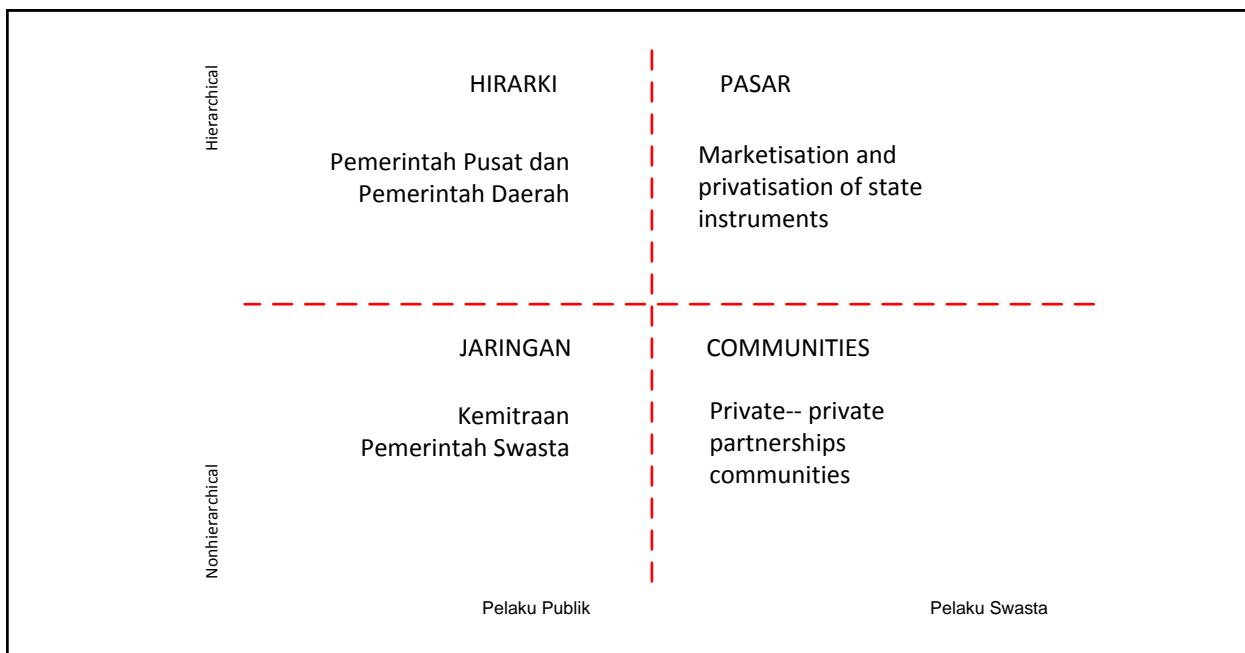 Hierarchical
HIRARKI
PASAR
Pemerintah Pusat dan
Pemerintah Daerah
Marketisation and
privatisation of state
instruments
JARINGAN
COMMUNITIES
Kemitraan
Pemerintah Swasta
Private-- private
partnerships
communities
Nonhierarchical
Pelaku Publik
Pelaku Swasta